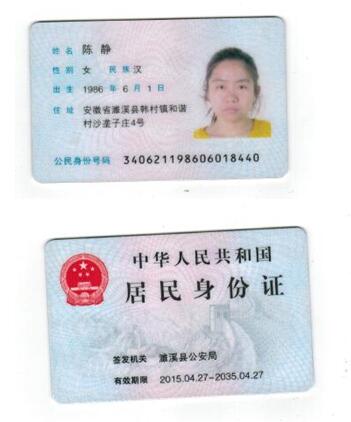 姓名 陈静
性别 女 民族 汉
出生 1986 年 6 月 1 日
住址 安徽省濉溪县韩村镇和谐
村沙垄子庄4号
公民身份号码 340621198606018440
中华人民共和国
居民身份证
签发机关 濉溪县公安局
有效期限 2015.04.27-2035.04.27